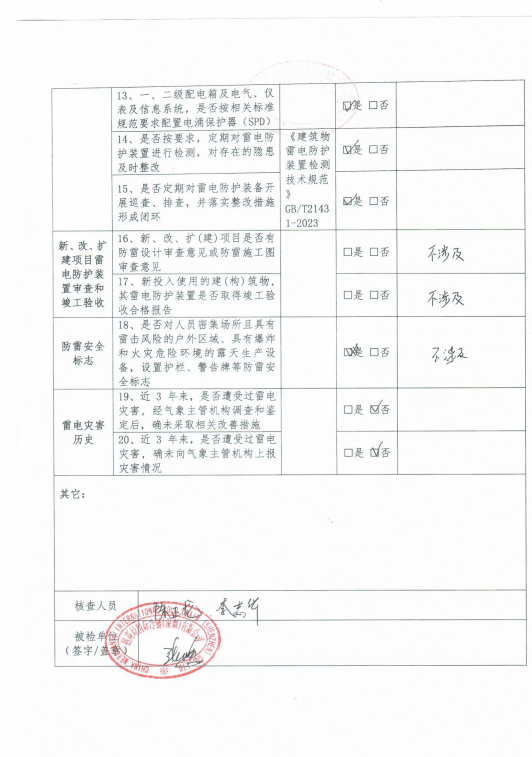 13、一、二级配电箱及电气、仪
表及信息系统，是否按相关标准
规范要求配置电涌保护器（SPD）
☑是 □否
14、是否按要求，定期对雷电防
护装置进行检测，对存在的隐患
及时整改
《建筑物
雷电防护
装置检测
技术规范
》
GB/T2143
1-2023
☑是 □否
15、是否定期对雷电防护装备开
展巡查、排查，并落实整改措施
形成闭环
☑是 □否
新、改、扩
建项目雷
电防护装
置审查和
竣工验收
16、新、改、扩(建)项目是否有
防雷设计审查意见或防雷施工图
审查意见
□是 □否
不涉及
17、新投入使用的建(构)筑物，
其雷电防护装置是否取得竣工验
收合格报告
□是 □否
不涉及
防雷安全
标志
18、是否对人员密集场所且具有
雷击风险的户外区域、具有爆炸
和火灾危险环境的露天生产设
备，设置护栏、警告牌等防雷安
全标志
□否
不涉及
雷电灾害
历史
19、近 3 年来，是否遭受过雷电
灾害，经气象主管机构调查和鉴
定后，确未采取相关改善措施
□是 ☑否
20、近 3 年来，是否遭受过雷电
灾害，确未向气象主管机构上报
灾害情况
□是 ☑否
其它：
核查人员
李志华
被检单位
（签字/盖章）